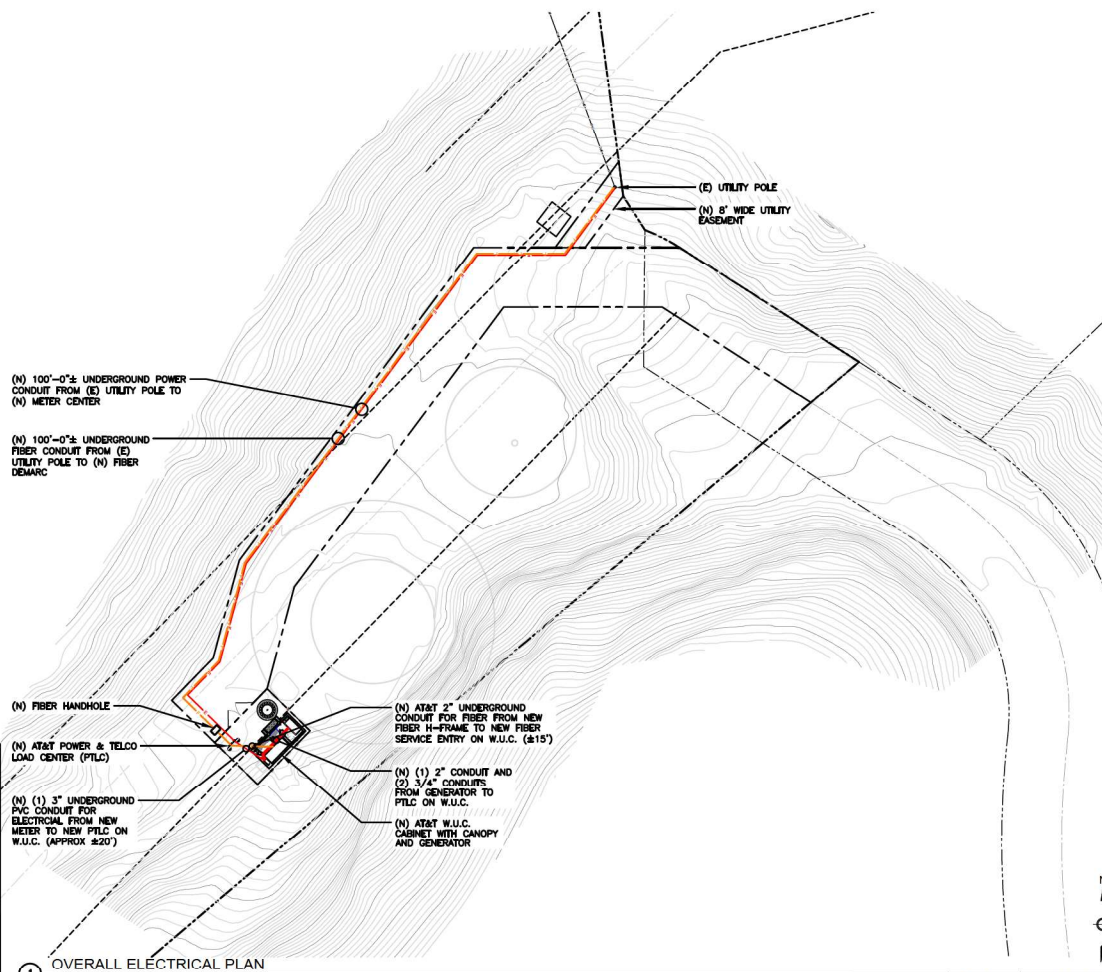 (E) UTILITY POLE
(N) 8' WIDE UTILITY
EASEMENT
(N) 100'-0"± UNDERGROUND POWER
CONDUIT FROM (E) UTILITY POLE TO
(N) METER CENTER
(N) 100'-0"± UNDERGROUND
FIBER CONDUIT FROM (E)
UTILITY POLE TO (N) FIBER
DEMARC
(N) FIBER HANDHOLE
(N) AT&T POWER & TELCO
LOAD CENTER (PTLC)
(N) (1) 3" UNDERGROUND
PVC CONDUIT FOR
ELECTRCIAL FROM NEW
METER TO NEW PTLC ON
W.U.C. (APPROX ±20')
(N) AT&T 2" UNDERGROUND
CONDUIT FOR FIBER FROM NEW
FIBER H-FRAME TO NEW FIBER
SERVICE ENTRY ON W.U.C. (±15')
(N) (1) 2" CONDUIT AND
(2) 3/4" CONDUITS
FROM GENERATOR TO
PTLC ON W.U.C.
(N) AT&T W.U.C.
CABINET WITH CANOPY
AND GENERATOR
OVERALL ELECTRICAL PLAN